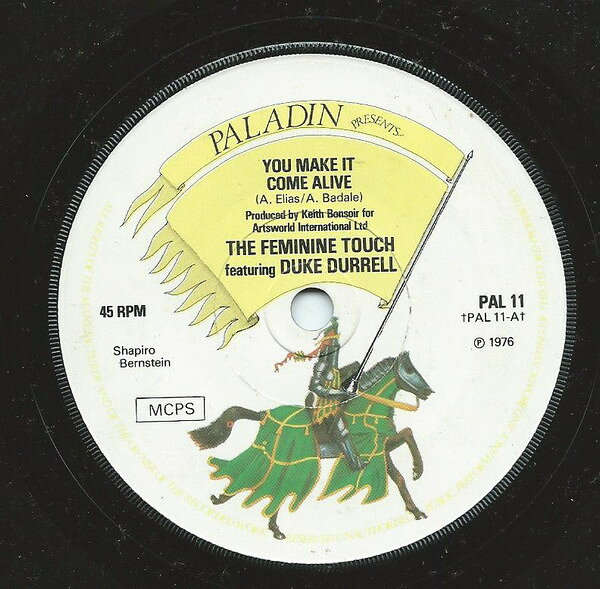 PALADIN PRESENTS:
YOU MAKE IT
COME ALIVE
(A. Elias/A. Badale)
Produced by Keith Bonsoir for
Artsworld International Ltd
THE FEMININE TOUCH
featuring DUKE DURRELL
45 RPM
PAL 11
†PAL 11-A†
Ⓟ 1976
Shapiro
Bernstein
MCPS